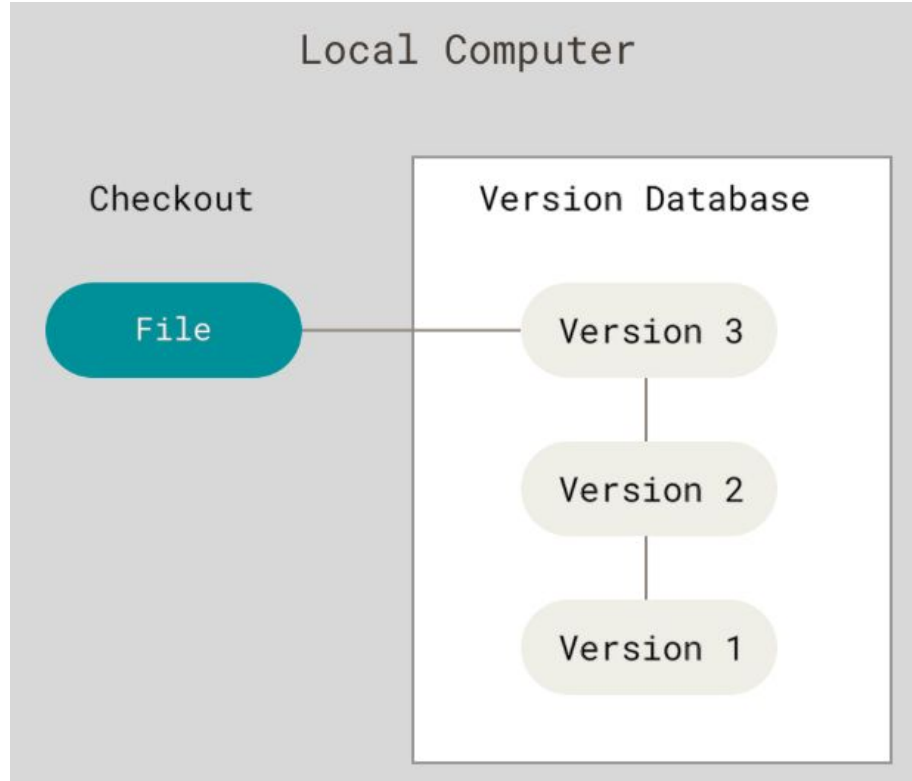 Local Computer
Checkout
Version Database
File
Version 3
Version 2
Version 1